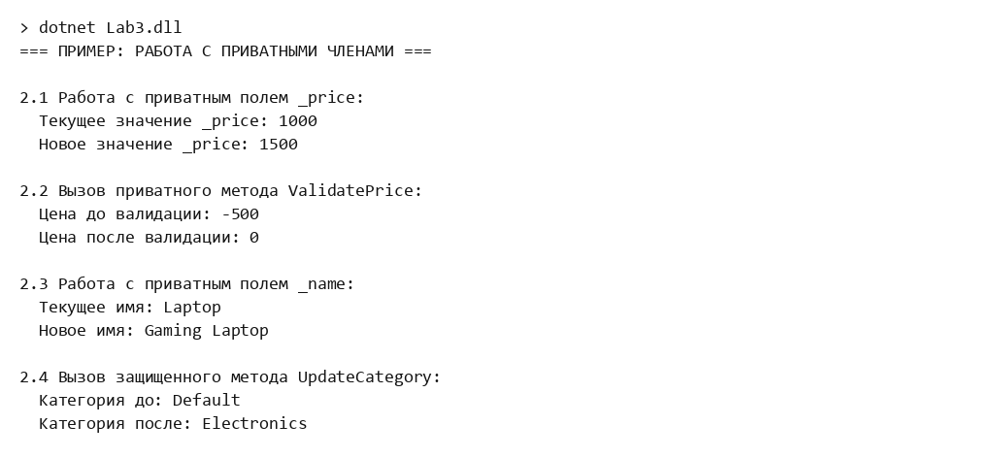 > dotnet Lab3.dll
=== ПРИМЕР: РАБОТА С ПРИВАТНЫМИ ЧЛЕНАМИ ===
2.1 Работа с приватным полем _price:
Текущее значение _price: 1000
Новое значение _price: 1500
2.2 Вызов приватного метода ValidatePrice:
Цена до валидации: -500
Цена после валидации: 0
2.3 Работа с приватным полем _name:
Текущее имя: Laptop
Новое имя: Gaming Laptop
2.4 Вызов защищенного метода UpdateCategory:
Категория до: Default
Категория после: Electronics